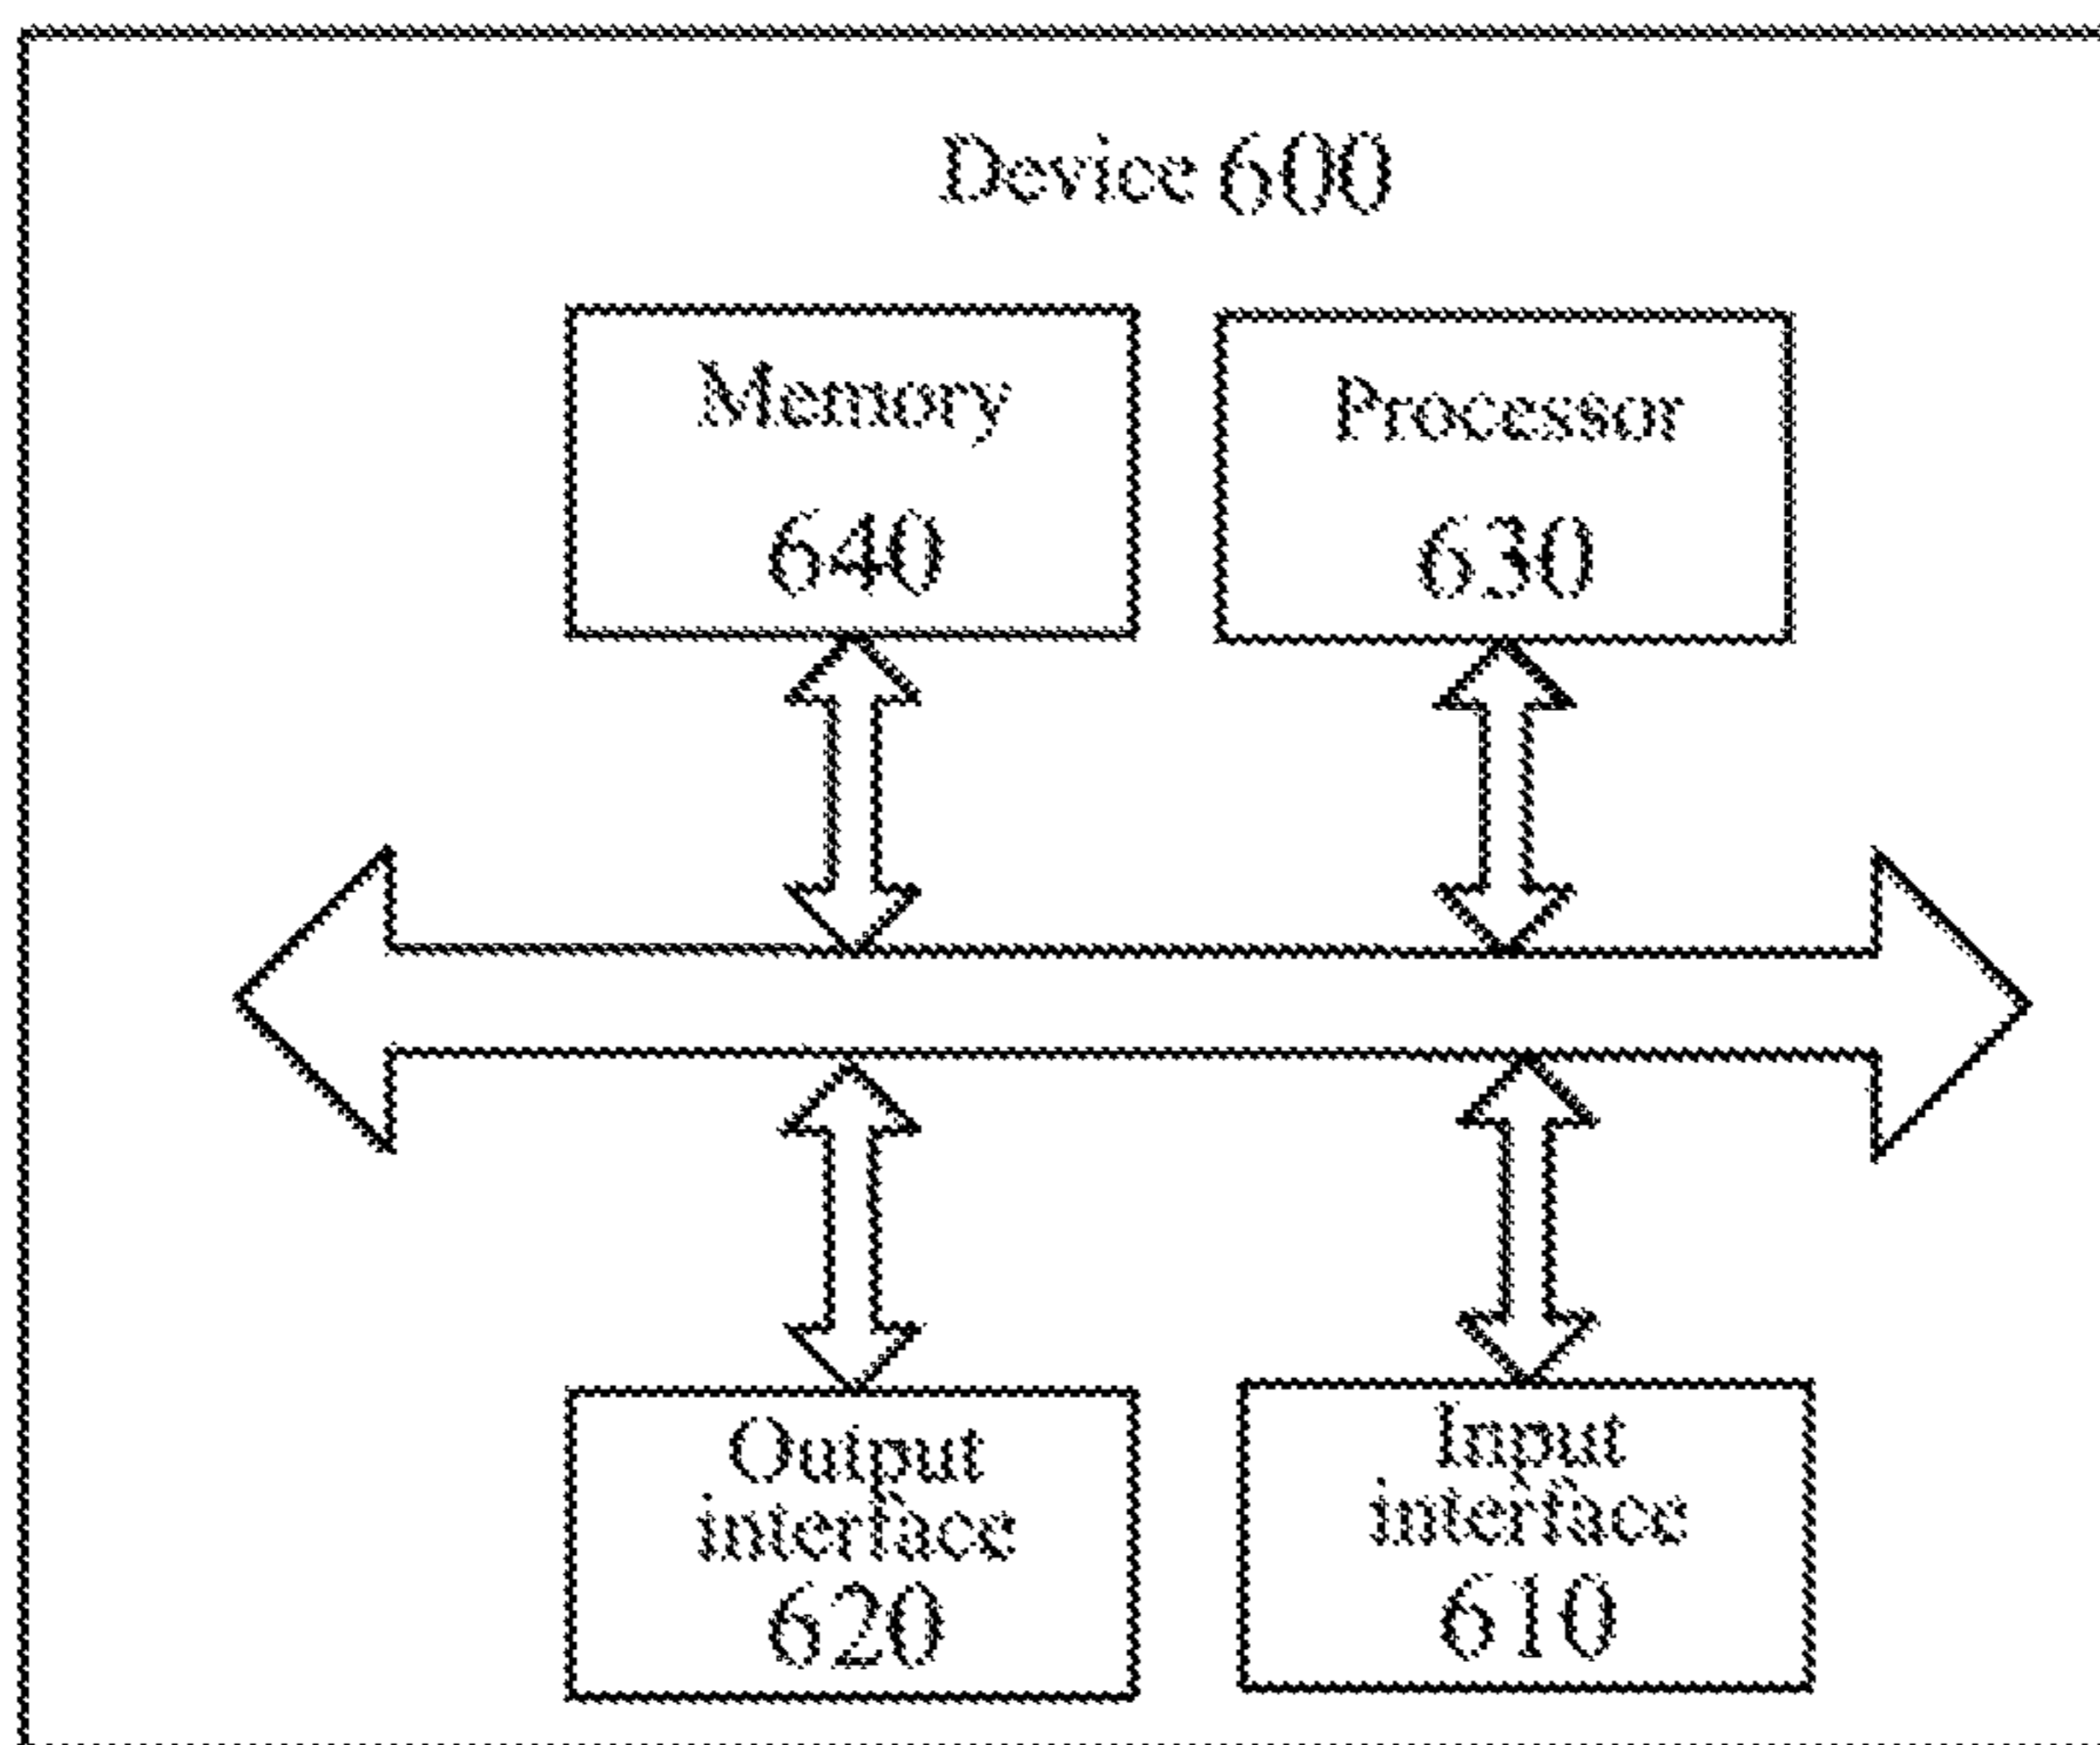 Device 600
Memory
640
Processor
630
Output
interface
620
Input
interface
610